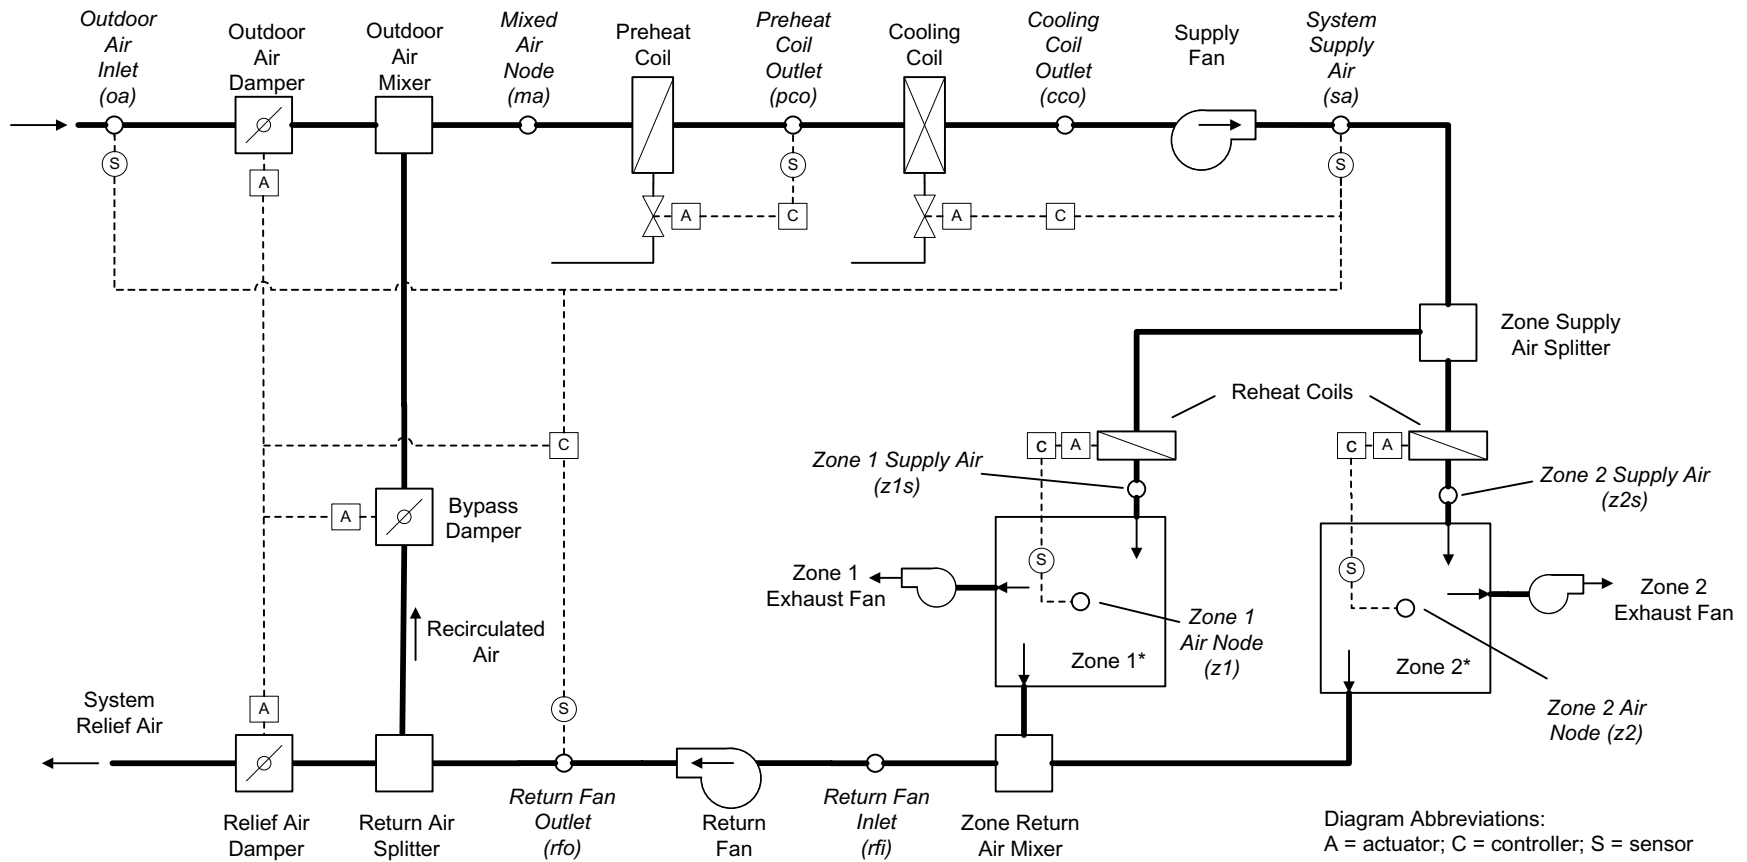 Outdoor
Air
Inlet
(oa)
Outdoor
Air
Damper
Outdoor
Air
Mixer
Mixed
Air
Node
(ma)
Preheat
Coil
Preheat
Coil
Outlet
(pco)
Cooling
Coil
Cooling
Coil
Outlet
(cco)
Supply
Fan
System
Supply
Air
(sa)
S
A
S
A
C
A
C
S
Zone Supply
Air Splitter
Reheat Coils
C
c
A
c
A
Zone 1 Supply Air
(z1s)
Zone 2 Supply Air
(z2s)
A
Bypass
Damper
S
S
Zone 1
Exhaust Fan
Zone 2
Exhaust Fan
Recirculated
Air
Zone 1
Air Node
(z1)
Zone 1*
Zone 2*
System
Relief Air
A
S
Zone 2 Air
Node (z2)
Relief Air
Damper
Return Air
Splitter
Return Fan
Outlet
(rfo)
Return
Fan
Return Fan
Inlet
(rfi)
Zone Return
Air Mixer
Diagram Abbreviations:
A = actuator; C = controller; S = sensor